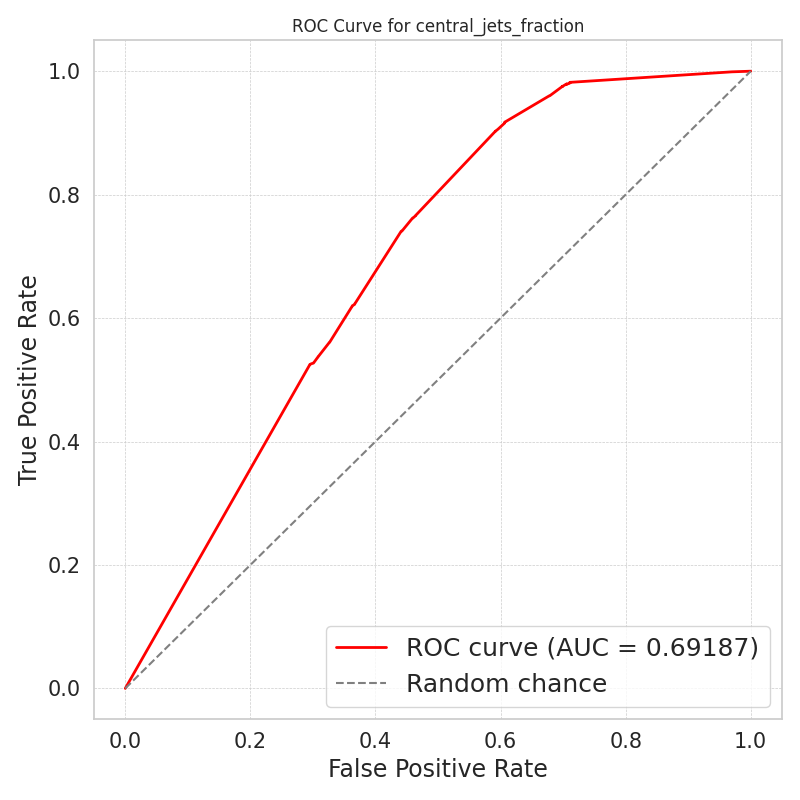 ROC Curve for central_jets_fraction
True Positive Rate
1.0
0.8
0.6
0.4
0.2
0.0
ROC curve (AUC = 0.69187)
Random chance
0.0 0.2 0.4 0.6 0.8 1.0
False Positive Rate